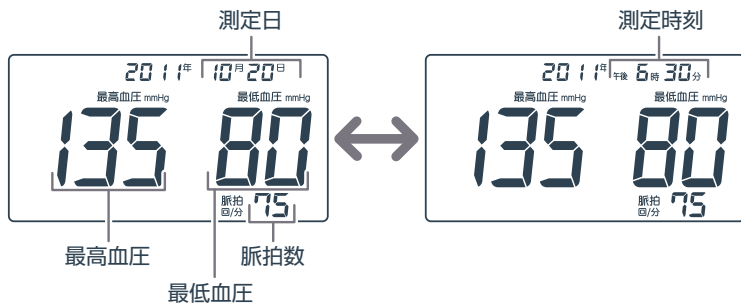 測定日
測定時刻
2011年 10月20日
2011年 午後 6時30分
最高血圧 mmHg
最低血圧 mmHg
最高血圧 mmHg
最低血圧 mmHg
135
80
135
80
脈拍
回/分
75
脈拍
回/分
75
最高血圧
脈拍数
最低血圧